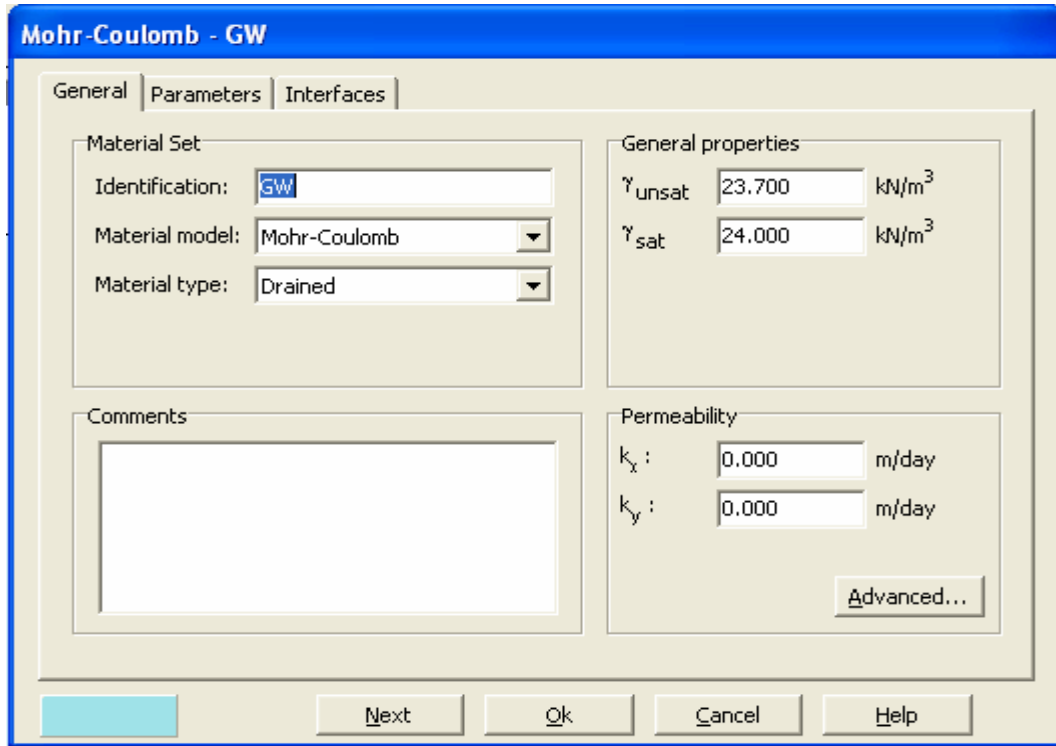 Mohr-Coulomb - GW
General Parameters Interfaces
Material Set
Identification: GW
Material model: Mohr-Coulomb
Material type: Drained
General properties
γunsat 23.700 kN/m³
γsat 24.000 kN/m³
Comments
Permeability
kx : 0.000 m/day
ky : 0.000 m/day
Advanced...
Next Ok Cancel Help